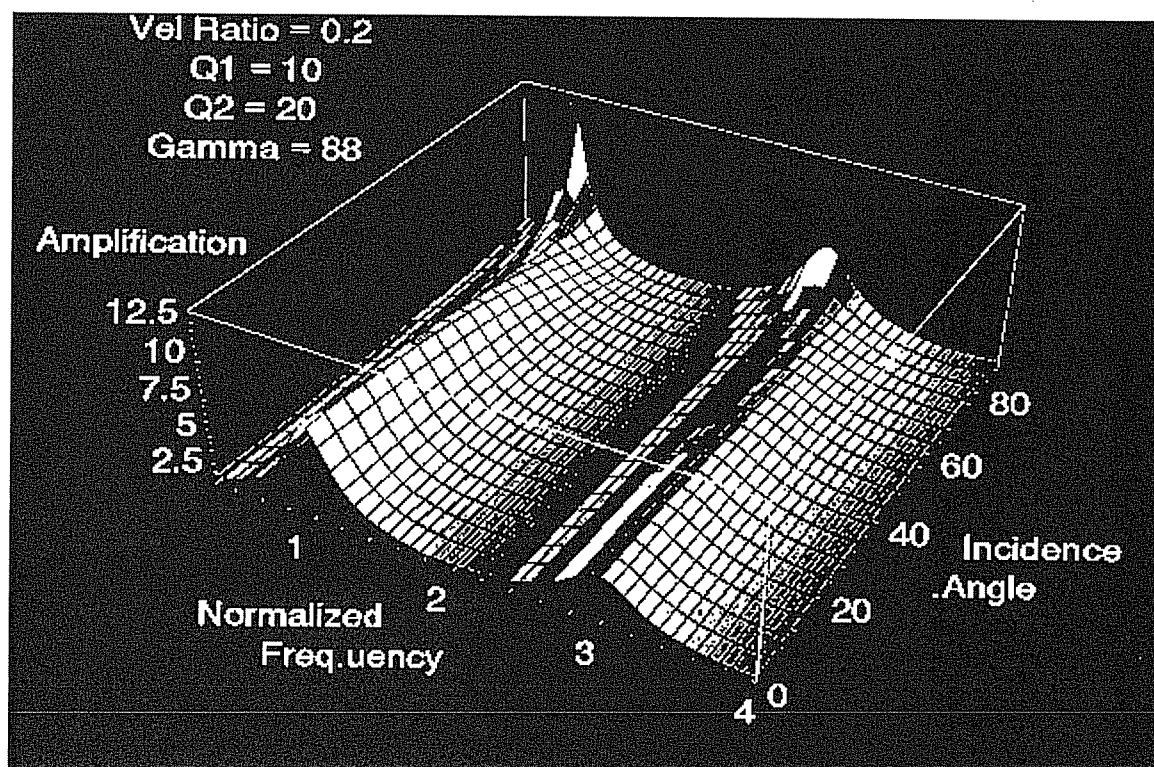 Vel Ratio = 0.2
Q1 = 10
Q2 = 20
Gamma = 88
Amplification
12.5
10
7.5
5
2.5
1
2
3
4
Normalized
Freq.uency
0
20
40
60
80
Incidence
.Angle